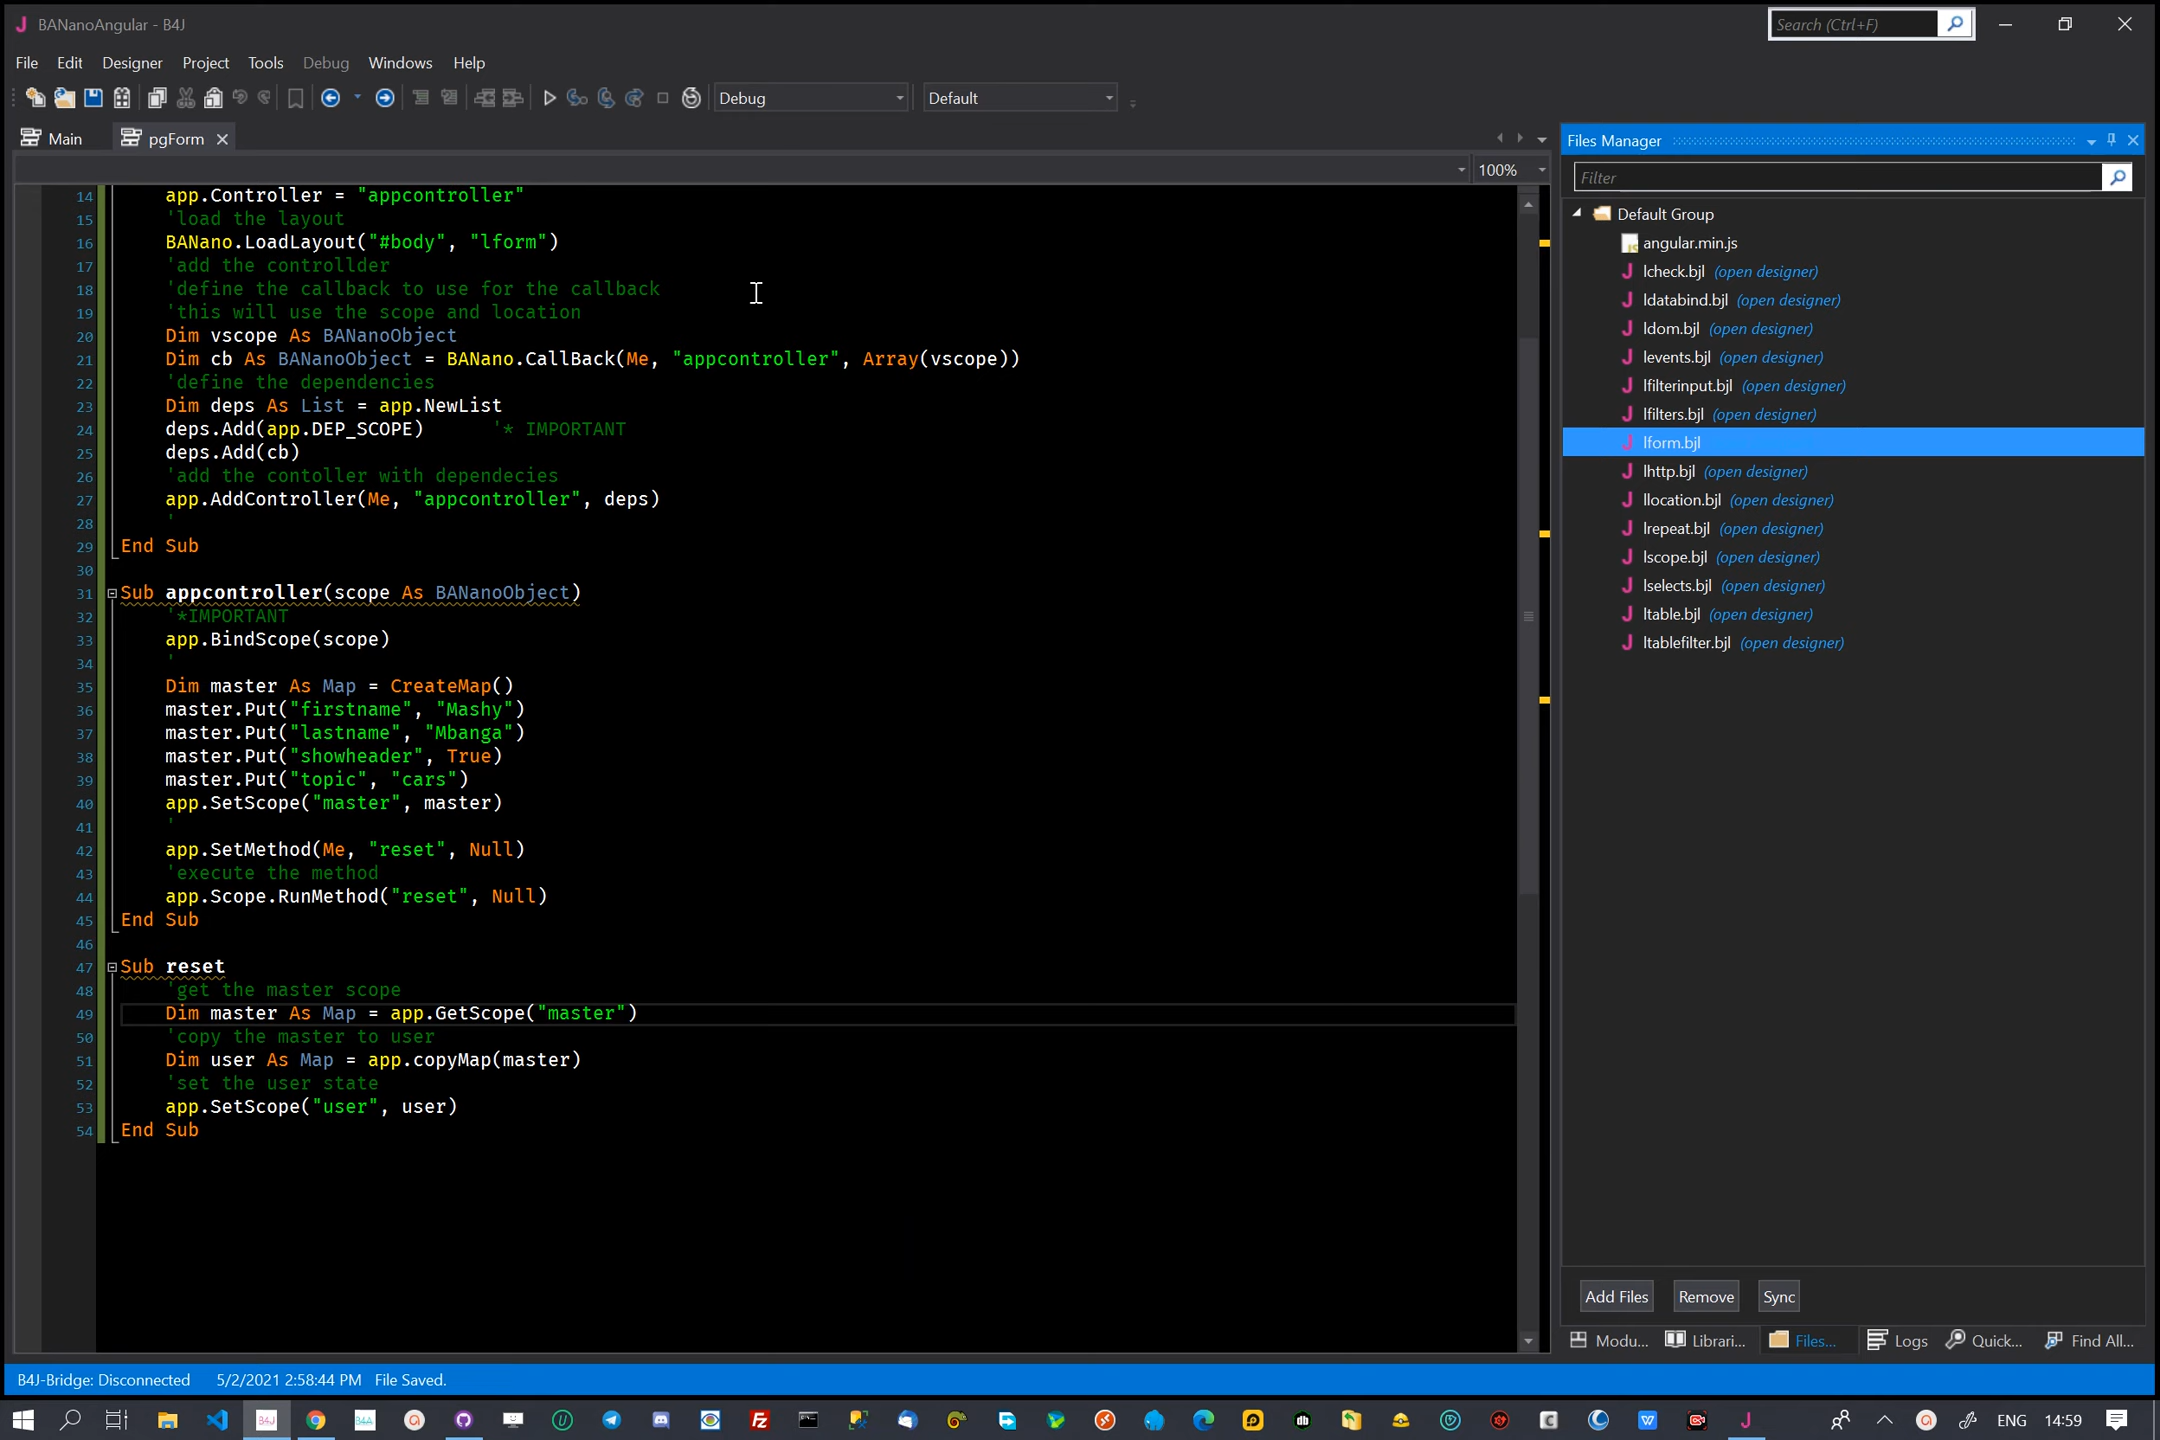 BANanoAngular - B4J
Search (Ctrl+F)
File Edit Designer Project Tools Debug Windows Help
Debug Default
Main pgForm
100%
14 app.Controller = "appcontroller"
15 'load the layout
16 BANano.LoadLayout("#body", "lform")
17 'add the controllder
18 'define the callback to use for the callback
19 'this will use the scope and location
20 Dim vscope As BANanoObject
21 Dim cb As BANanoObject = BANano.CallBack(Me, "appcontroller", Array(vscope))
22 'define the dependencies
23 Dim deps As List = app.NewList
24 deps.Add(app.DEP_SCOPE) '* IMPORTANT
25 deps.Add(cb)
26 'add the contoller with dependecies
27 app.AddController(Me, "appcontroller", deps)
28 '
29 End Sub
30
31 Sub appcontroller(scope As BANanoObject)
32 '*IMPORTANT
33 app.BindScope(scope)
34 '
35 Dim master As Map = CreateMap()
36 master.Put("firstname", "Mashy")
37 master.Put("lastname", "Mbanga")
38 master.Put("showheader", True)
39 master.Put("topic", "cars")
40 app.SetScope("master", master)
41 '
42 app.SetMethod(Me, "reset", Null)
43 'execute the method
44 app.Scope.RunMethod("reset", Null)
45 End Sub
46
47 Sub reset
48 'get the master scope
49 Dim master As Map = app.GetScope("master")
50 'copy the master to user
51 Dim user As Map = app.copyMap(master)
52 'set the user state
53 app.SetScope("user", user)
54 End Sub
Files Manager
Filter
Default Group
angular.min.js
lcheck.bjl (open designer)
ldatabind.bjl (open designer)
ldom.bjl (open designer)
levents.bjl (open designer)
lfilterinput.bjl (open designer)
lfilters.bjl (open designer)
lform.bjl
lhttp.bjl (open designer)
llocation.bjl (open designer)
lrepeat.bjl (open designer)
lscope.bjl (open designer)
lselects.bjl (open designer)
ltable.bjl (open designer)
ltablefilter.bjl (open designer)
Add Files Remove Sync
Modu... Librari... Files... Logs Quick... Find All...
B4J-Bridge: Disconnected 5/2/2021 2:58:44 PM File Saved.
ENG 14:59